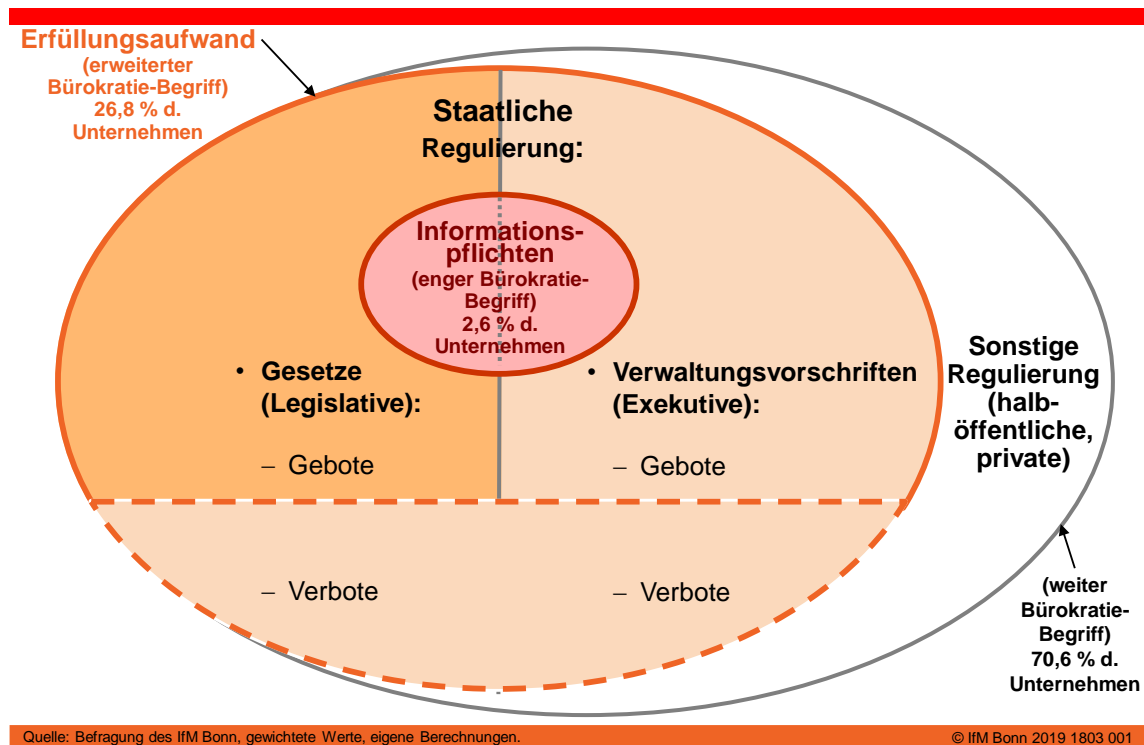 Erfüllungsaufwand
(erweiterter
Bürokratie-Begriff)
26,8 % d.
Unternehmen
Staatliche
Regulierung:
Informations-
pflichten
(enger Bürokratie-
Begriff)
2,6 % d.
Unternehmen
• Gesetze
(Legislative):
– Gebote
– Verbote
• Verwaltungsvorschriften
(Exekutive):
– Gebote
– Verbote
Sonstige
Regulierung
(halb-
öffentliche,
private)
(weiter
Bürokratie-
Begriff)
70,6 % d.
Unternehmen
Quelle: Befragung des IfM Bonn, gewichtete Werte, eigene Berechnungen.
© IfM Bonn 2019 1803 001